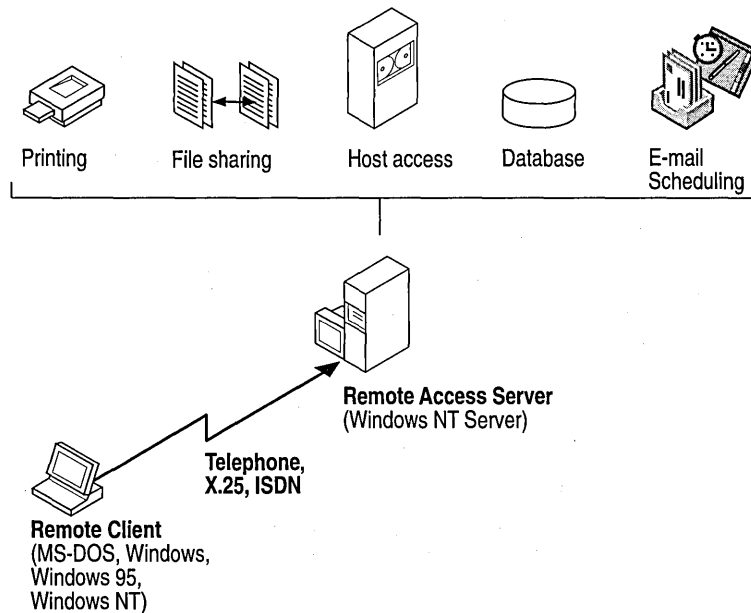 Printing
File sharing
Host access
Database
E-mail
Scheduling
Remote Access Server
(Windows NT Server)
Telephone,
X.25, ISDN
Remote Client
(MS-DOS, Windows,
Windows 95,
Windows NT)